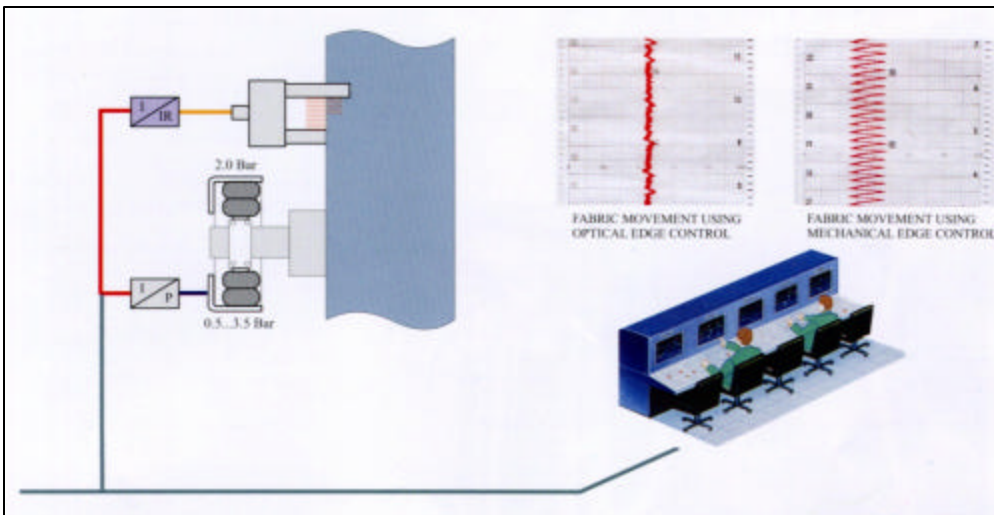 I
IR
2.0 Bar
I
P
0.5...3.5 Bar
FABRIC MOVEMENT USING
OPTICAL EDGE CONTROL
FABRIC MOVEMENT USING
MECHANICAL EDGE CONTROL